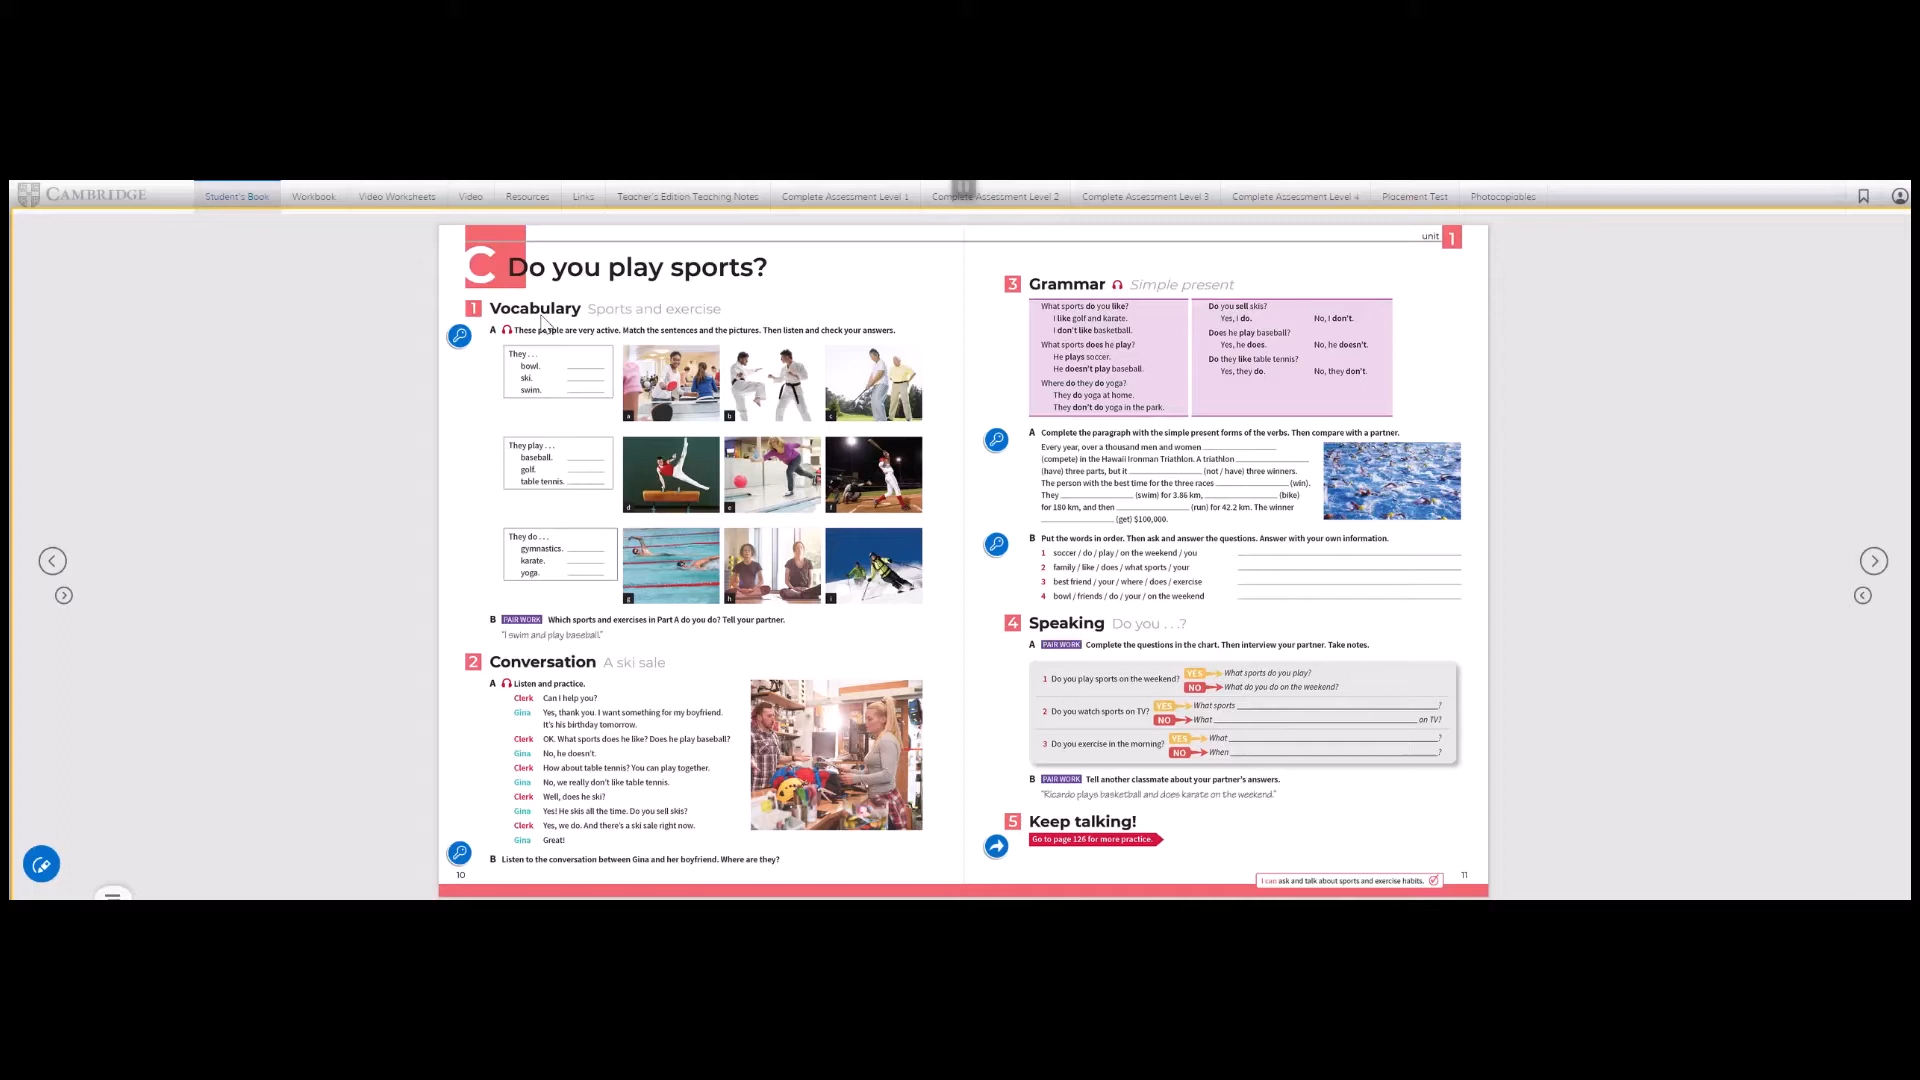 CAMBRIDGE
Student's Book Workbook Video Worksheets Video Resources Links Teacher's Edition Teaching Notes Complete Assessment Level 1 Complete Assessment Level 2 Complete Assessment Level 3 Complete Assessment Level 4 Placement Test Photocopiables
C Do you play sports?
1 Vocabulary Sports and exercise
A These people are very active. Match the sentences and the pictures. Then listen and check your answers.
They . . .
bowl. ________
ski. ________
swim. ________
a b c
They play . . .
baseball. ________
golf. ________
table tennis. ________
d e f
They do . . .
gymnastics. ________
karate. ________
yoga. ________
g h i
B PAIR WORK Which sports and exercises in Part A do you do? Tell your partner.
"I swim and play baseball."
2 Conversation A ski sale
A Listen and practice.
Clerk Can I help you?
Gina Yes, thank you. I want something for my boyfriend.
It's his birthday tomorrow.
Clerk OK. What sports does he like? Does he play baseball?
Gina No, he doesn't.
Clerk How about table tennis? You can play together.
Gina No, we really don't like table tennis.
Clerk Well, does he ski?
Gina Yes! He skis all the time. Do you sell skis?
Clerk Yes, we do. And there's a ski sale right now.
Gina Great!
B Listen to the conversation between Gina and her boyfriend. Where are they?
10
unit 1
3 Grammar Simple present
What sports do you like?
I like golf and karate.
I don't like basketball.
What sports does he play?
He plays soccer.
He doesn't play baseball.
Where do they do yoga?
They do yoga at home.
They don't do yoga in the park.
Do you sell skis?
Yes, I do. No, I don't.
Does he play baseball?
Yes, he does. No, he doesn't.
Do they like table tennis?
Yes, they do. No, they don't.
A Complete the paragraph with the simple present forms of the verbs. Then compare with a partner.
Every year, over a thousand men and women ________
(compete) in the Hawaii Ironman Triathlon. A triathlon ________
(have) three parts, but it ________ (not / have) three winners.
The person with the best time for the three races ________ (win).
They ________ (swim) for 3.86 km, ________ (bike)
for 180 km, and then ________ (run) for 42.2 km. The winner
________ (get) $100,000.
B Put the words in order. Then ask and answer the questions. Answer with your own information.
1 soccer / do / play / on the weekend / you ________
2 family / like / does / what sports / your ________
3 best friend / your / where / does / exercise ________
4 bowl / friends / do / your / on the weekend ________
4 Speaking Do you . . .?
A PAIR WORK Complete the questions in the chart. Then interview your partner. Take notes.
1 Do you play sports on the weekend? YES What sports do you play?
NO What do you do on the weekend?
2 Do you watch sports on TV? YES What sports ________?
NO What ________ on TV?
3 Do you exercise in the morning? YES What ________?
NO When ________?
B PAIR WORK Tell another classmate about your partner's answers.
"Ricardo plays basketball and does karate on the weekend."
5 Keep talking!
Go to page 126 for more practice.
I can ask and talk about sports and exercise habits.
11